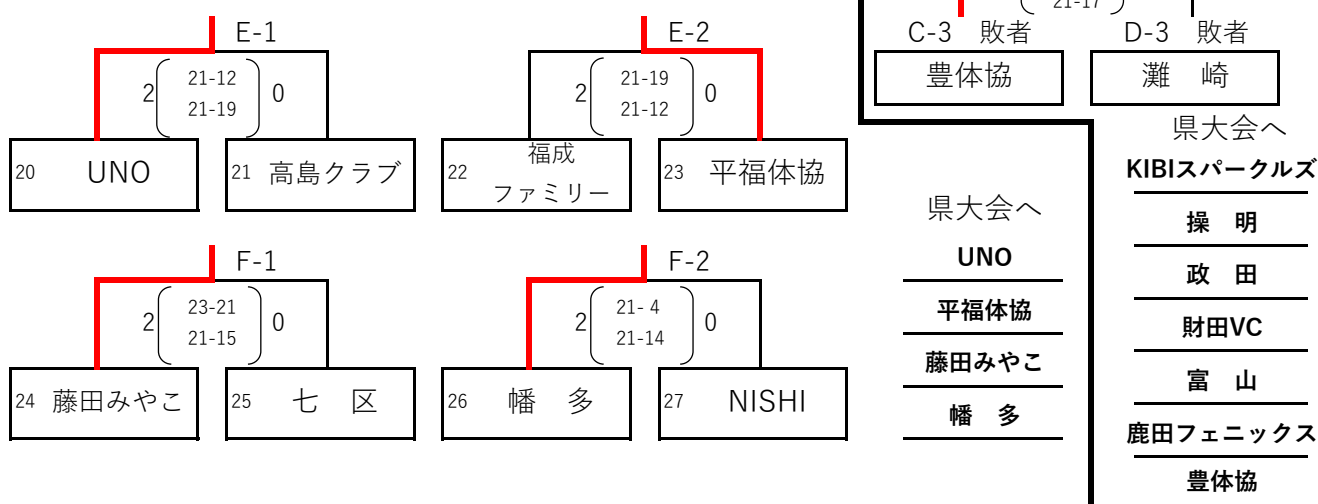 21-17
C-3 敗者
D-3 敗者
豊体協
灘 崎
E-1
2
21-12
21-19
0
20 UNO
21 高島クラブ
E-2
2
21-19
21-12
0
22 福成
ファミリー
23 平福体協
F-1
2
23-21
21-15
0
24 藤田みやこ
25 七 区
F-2
2
21- 4
21-14
0
26 幡 多
27 NISHI
県大会へ
UNO
平福体協
藤田みやこ
幡 多
県大会へ
KIBIスパークルズ
操 明
政 田
財田VC
富 山
鹿田フェニックス
豊体協